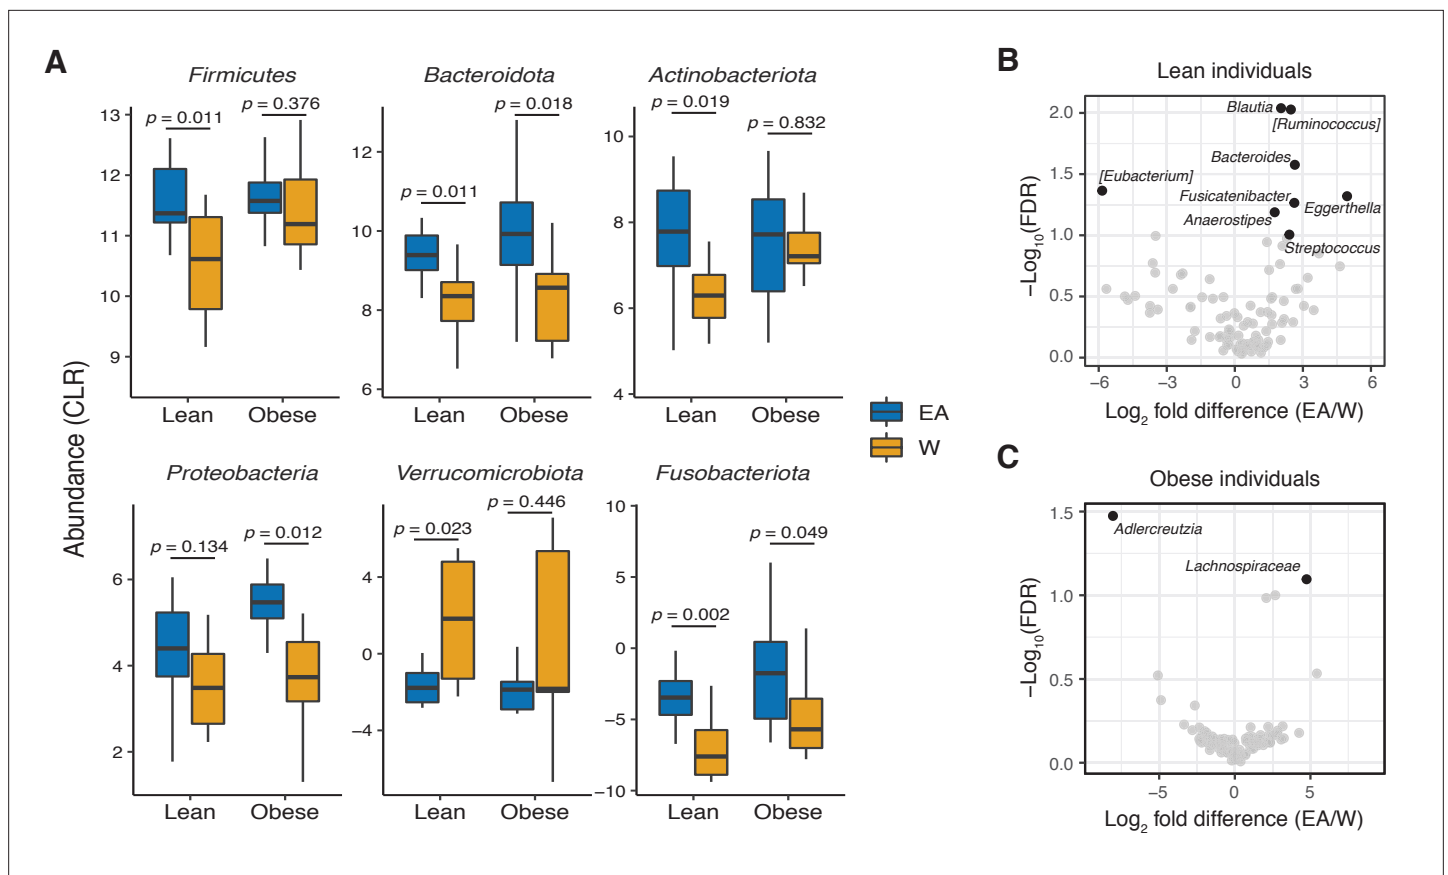 A
Abundance (CLR)
Firmicutes
p = 0.011
p = 0.376
13
12
11
10
9
Lean
Obese
Bacteroidota
p = 0.011
p = 0.018
12
10
8
6
Lean
Obese
Actinobacteriota
p = 0.019
p = 0.832
10
8
6
4
Lean
Obese
EA
W
Proteobacteria
p = 0.134
p = 0.012
6
4
2
Lean
Obese
Verrucomicrobiota
p = 0.023
p = 0.446
4
0
−4
Lean
Obese
Fusobacteriota
p = 0.002
p = 0.049
10
5
0
−5
−10
Lean
Obese
B
Lean individuals
−Log10(FDR)
2.0
1.5
1.0
0.5
0.0
Blautia
[Ruminococcus]
Bacteroides
[Eubacterium]
Fusicatenibacter
Eggerthella
Anaerostipes
Streptococcus
−6
−3
0
3
6
Log2 fold difference (EA/W)
C
Obese individuals
−Log10(FDR)
1.5
1.0
0.5
0.0
Adlercreutzia
Lachnospiraceae
−5
0
5
Log2 fold difference (EA/W)